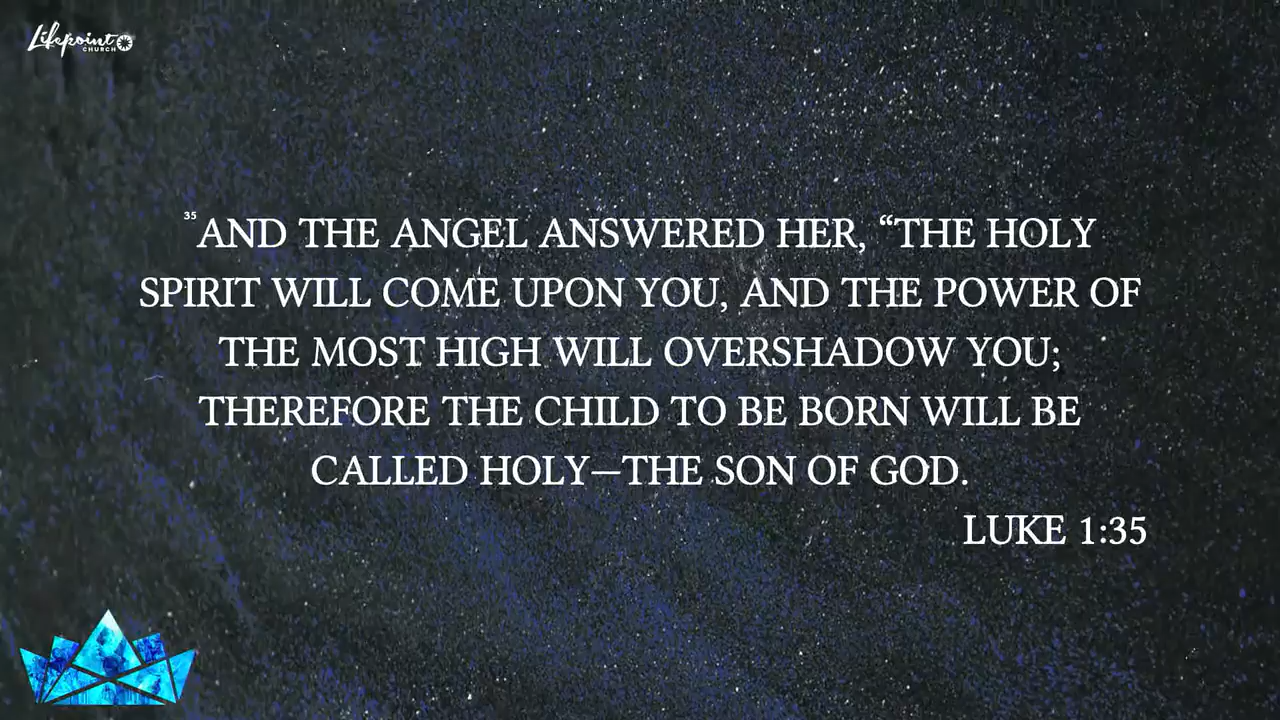 Lifepoint
CHURCH
35 AND THE ANGEL ANSWERED HER, “THE HOLY
SPIRIT WILL COME UPON YOU, AND THE POWER OF
THE MOST HIGH WILL OVERSHADOW YOU;
THEREFORE THE CHILD TO BE BORN WILL BE
CALLED HOLY—THE SON OF GOD.
LUKE 1:35